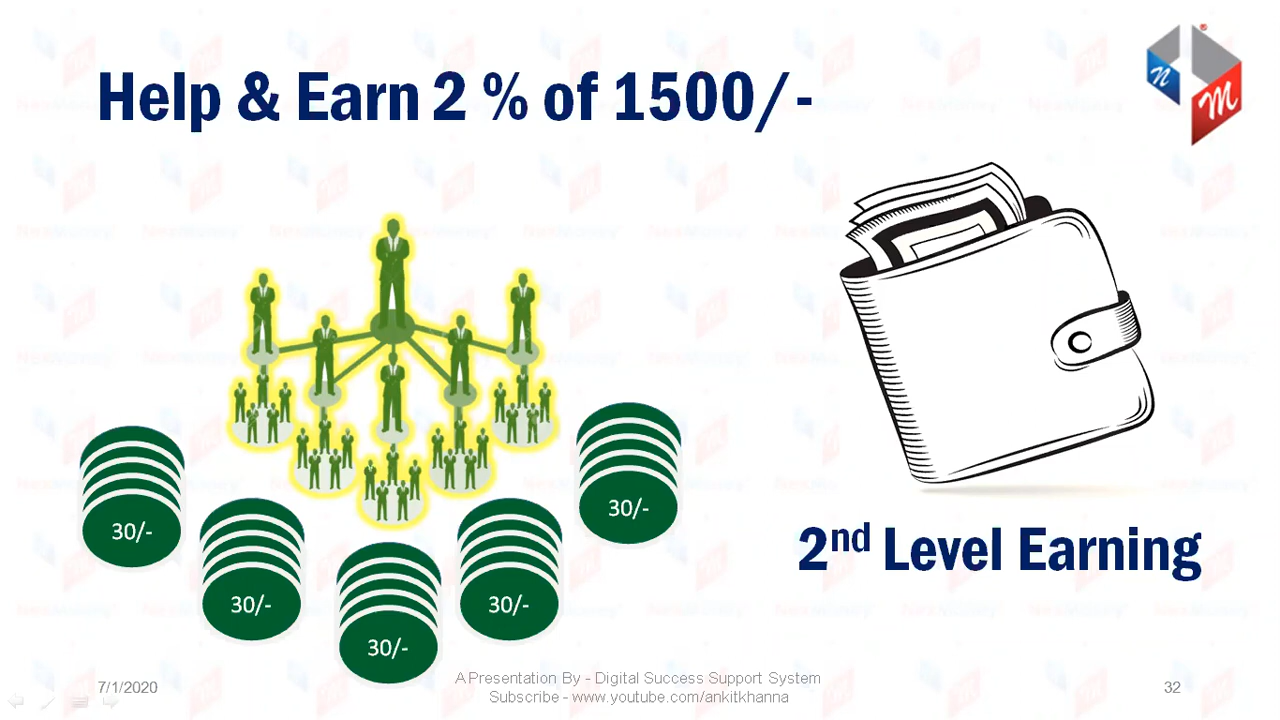 Help & Earn 2 % of 1500/-
n
m
30/-
30/-
30/-
30/-
30/-
2nd Level Earning
7/1/2020
A Presentation By - Digital Success Support System
Subscribe - www.youtube.com/ankitkhanna
32